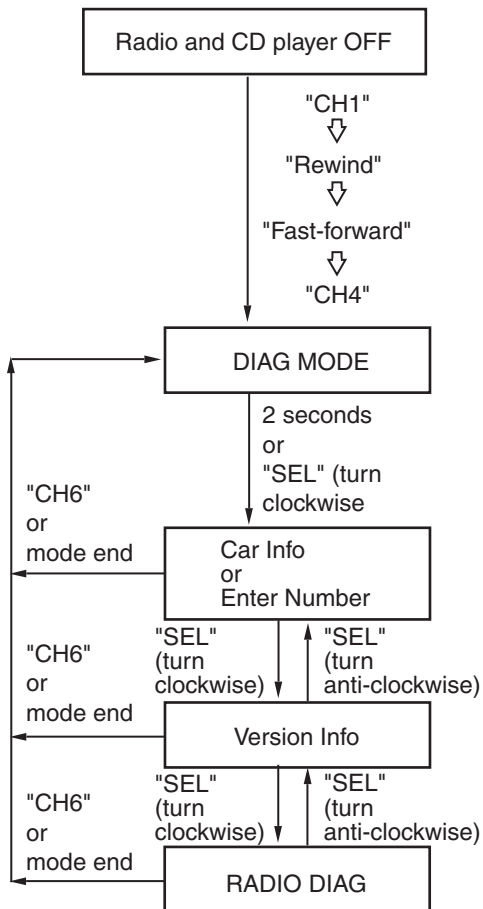 Radio and CD player OFF
"CH1"
"Rewind"
"Fast-forward"
"CH4"
DIAG MODE
2 seconds
or
"SEL" (turn
clockwise
"CH6"
or
mode end
Car Info
or
Enter Number
"SEL"
(turn
clockwise)
"SEL"
(turn
anti-clockwise)
"CH6"
or
mode end
Version Info
"SEL"
(turn
clockwise)
"SEL"
(turn
anti-clockwise)
"CH6"
or
mode end
RADIO DIAG